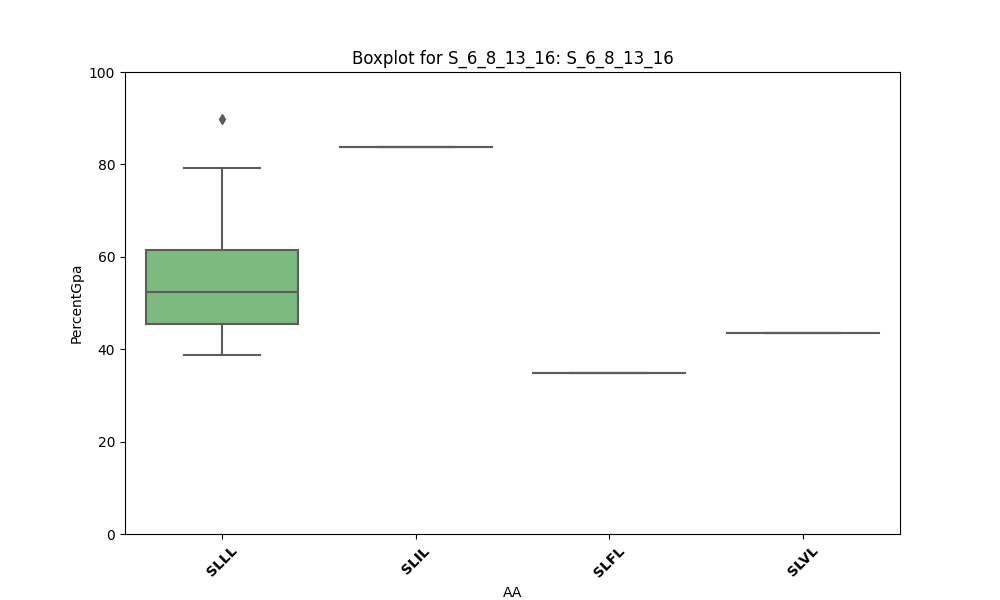 Boxplot for S_6_8_13_16: S_6_8_13_16
100
80
60
40
20
0
PercentGpa
SLLL
SLIL
SLFL
SLVL
AA